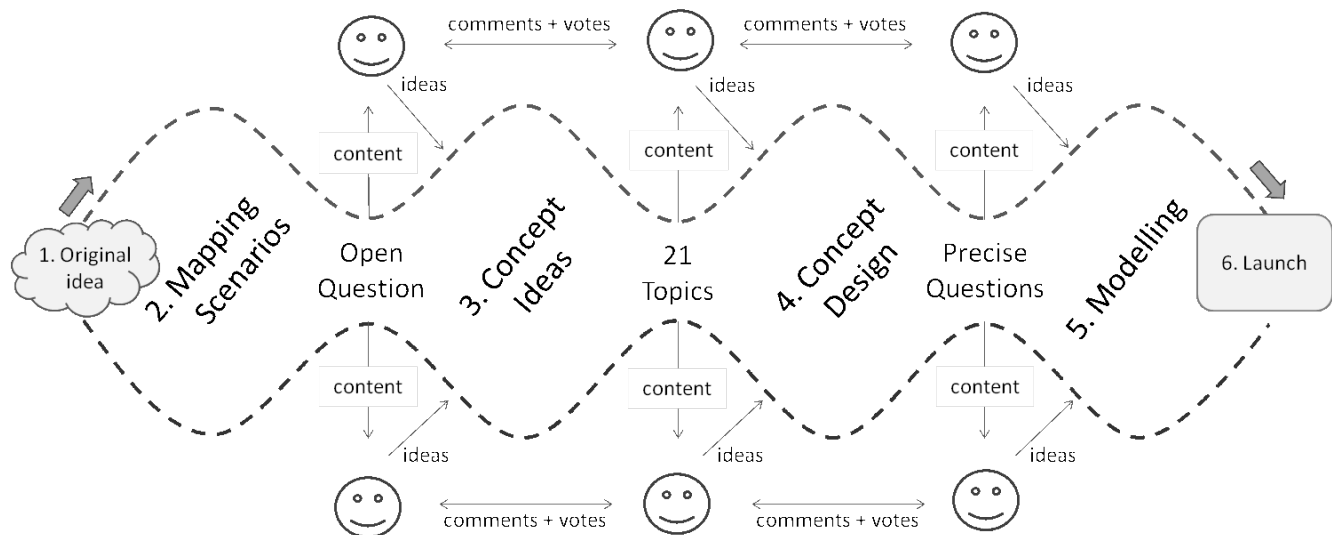 comments + votes
comments + votes
ideas
ideas
ideas
content
content
content
1. Original
idea
2. Mapping
Scenarios
Open
Question
3. Concept
Ideas
21
Topics
4. Concept
Design
Precise
Questions
5. Modelling
6. Launch
content
content
content
ideas
ideas
ideas
comments + votes
comments + votes